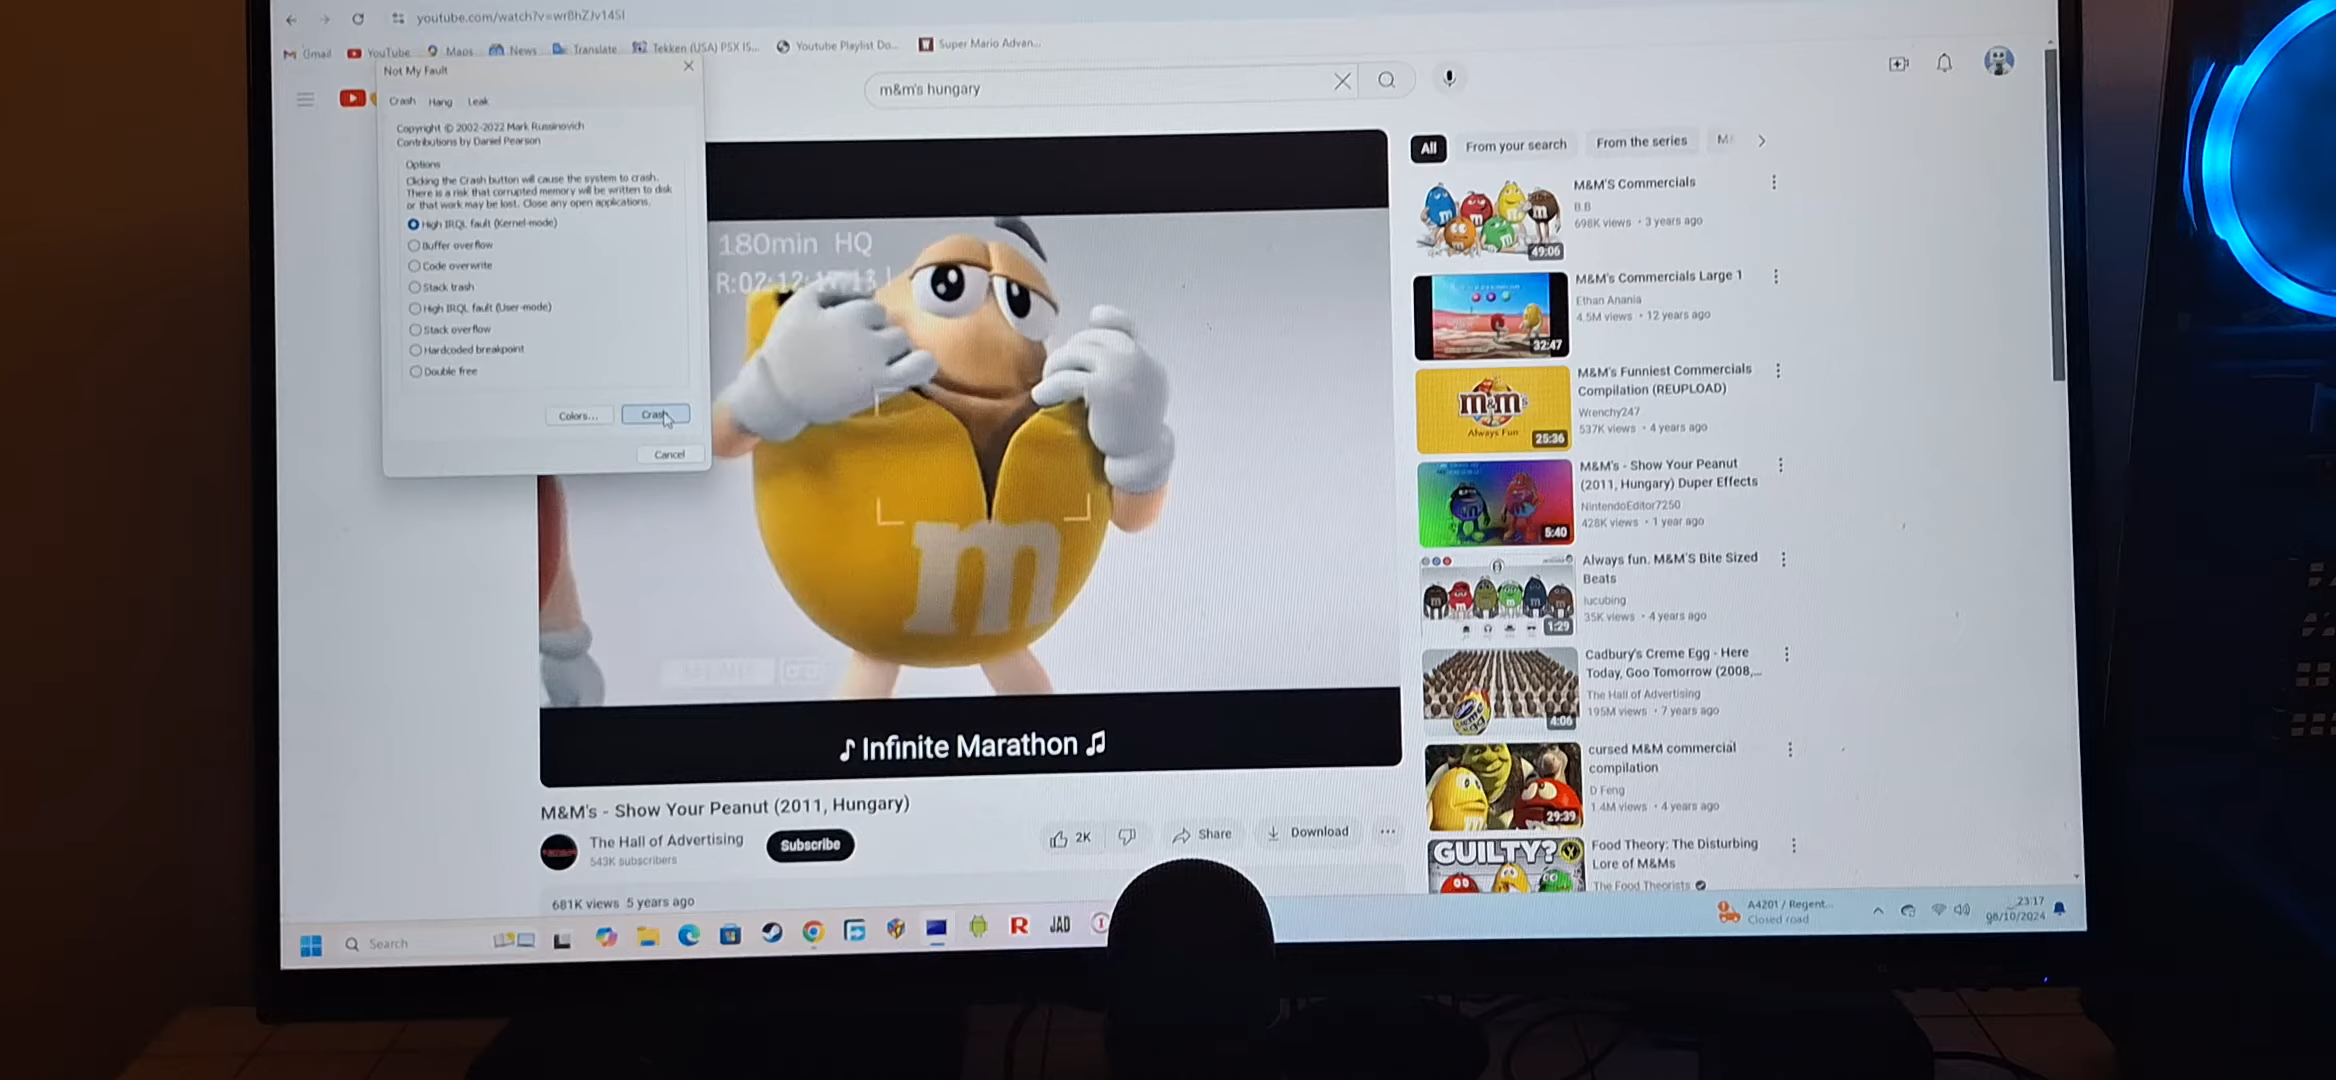 youtube.com/watch?v=wr8hZJv14SI
Gmail
YouTube
Maps
News
Translate
Tekken (USA) PSX IS...
Youtube Playlist Do...
Super Mario Advan...
Not My Fault
Crash Hang Leak
Copyright © 2002-2022 Mark Russinovich
Contributions by Daniel Pearson
Options
Clicking the Crash button will cause the system to crash.
There is a risk that corrupted memory will be written to disk
or that work may be lost. Close any open applications.
High IRQL fault (Kernel-mode)
Buffer overflow
Code overwrite
Stack trash
High IRQL fault (User-mode)
Stack overflow
Hardcoded breakpoint
Double free
Colors...
Crash
Cancel
m&m's hungary
180min HQ
m
♪ Infinite Marathon ♫
M&M's - Show Your Peanut (2011, Hungary)
The Hall of Advertising
543K subscribers
Subscribe
2K
Share
Download
681K views 5 years ago
All
From your search
From the series
M
M&M'S Commercials
B.B
698K views • 3 years ago
49:06
M&M's Commercials Large 1
Ethan Anania
4.5M views • 12 years ago
32:47
M&M's Funniest Commercials
Compilation (REUPLOAD)
Wrenchy247
537K views • 4 years ago
m&m's
Always Fun
25:36
M&M's - Show Your Peanut
(2011, Hungary) Duper Effects
NintendoEditor7250
428K views • 1 year ago
5:40
Always fun. M&M'S Bite Sized
Beats
lucubing
35K views • 4 years ago
1:29
Cadbury's Creme Egg - Here
Today, Goo Tomorrow (2008,...
The Hall of Advertising
195M views • 7 years ago
4:06
cursed M&M commercial
compilation
D Feng
1.4M views • 4 years ago
29:39
GUILTY?
Food Theory: The Disturbing
Lore of M&Ms
The Food Theorists
Search
R
JAD
A4201 / Regent...
Closed road
23:17
08/10/2024